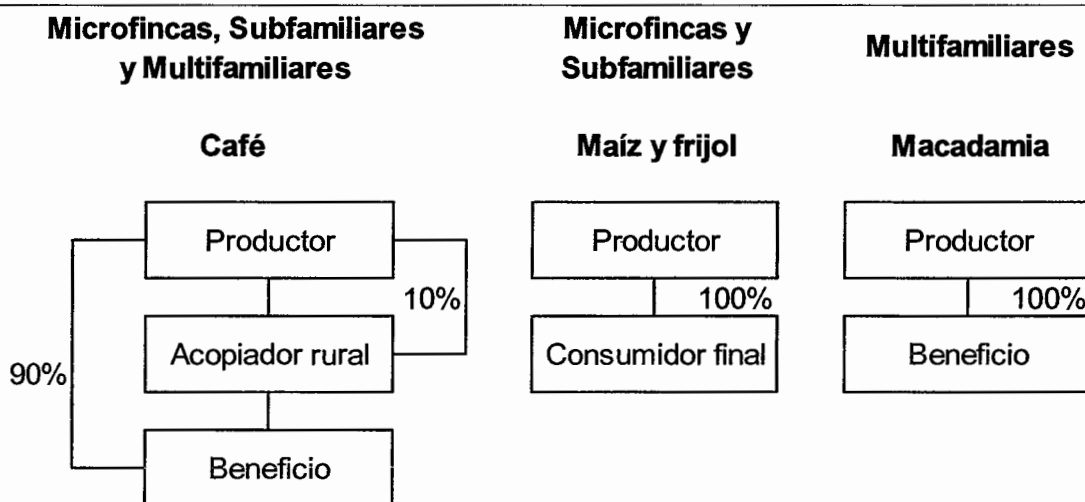 Microfincas, Subfamiliares
y Multifamiliares
Café
Productor
10%
Acopiador rural
90%
Beneficio
Microfincas y
Subfamiliares
Maíz y frijol
Productor
100%
Consumidor final
Multifamiliares
Macadamia
Productor
100%
Beneficio